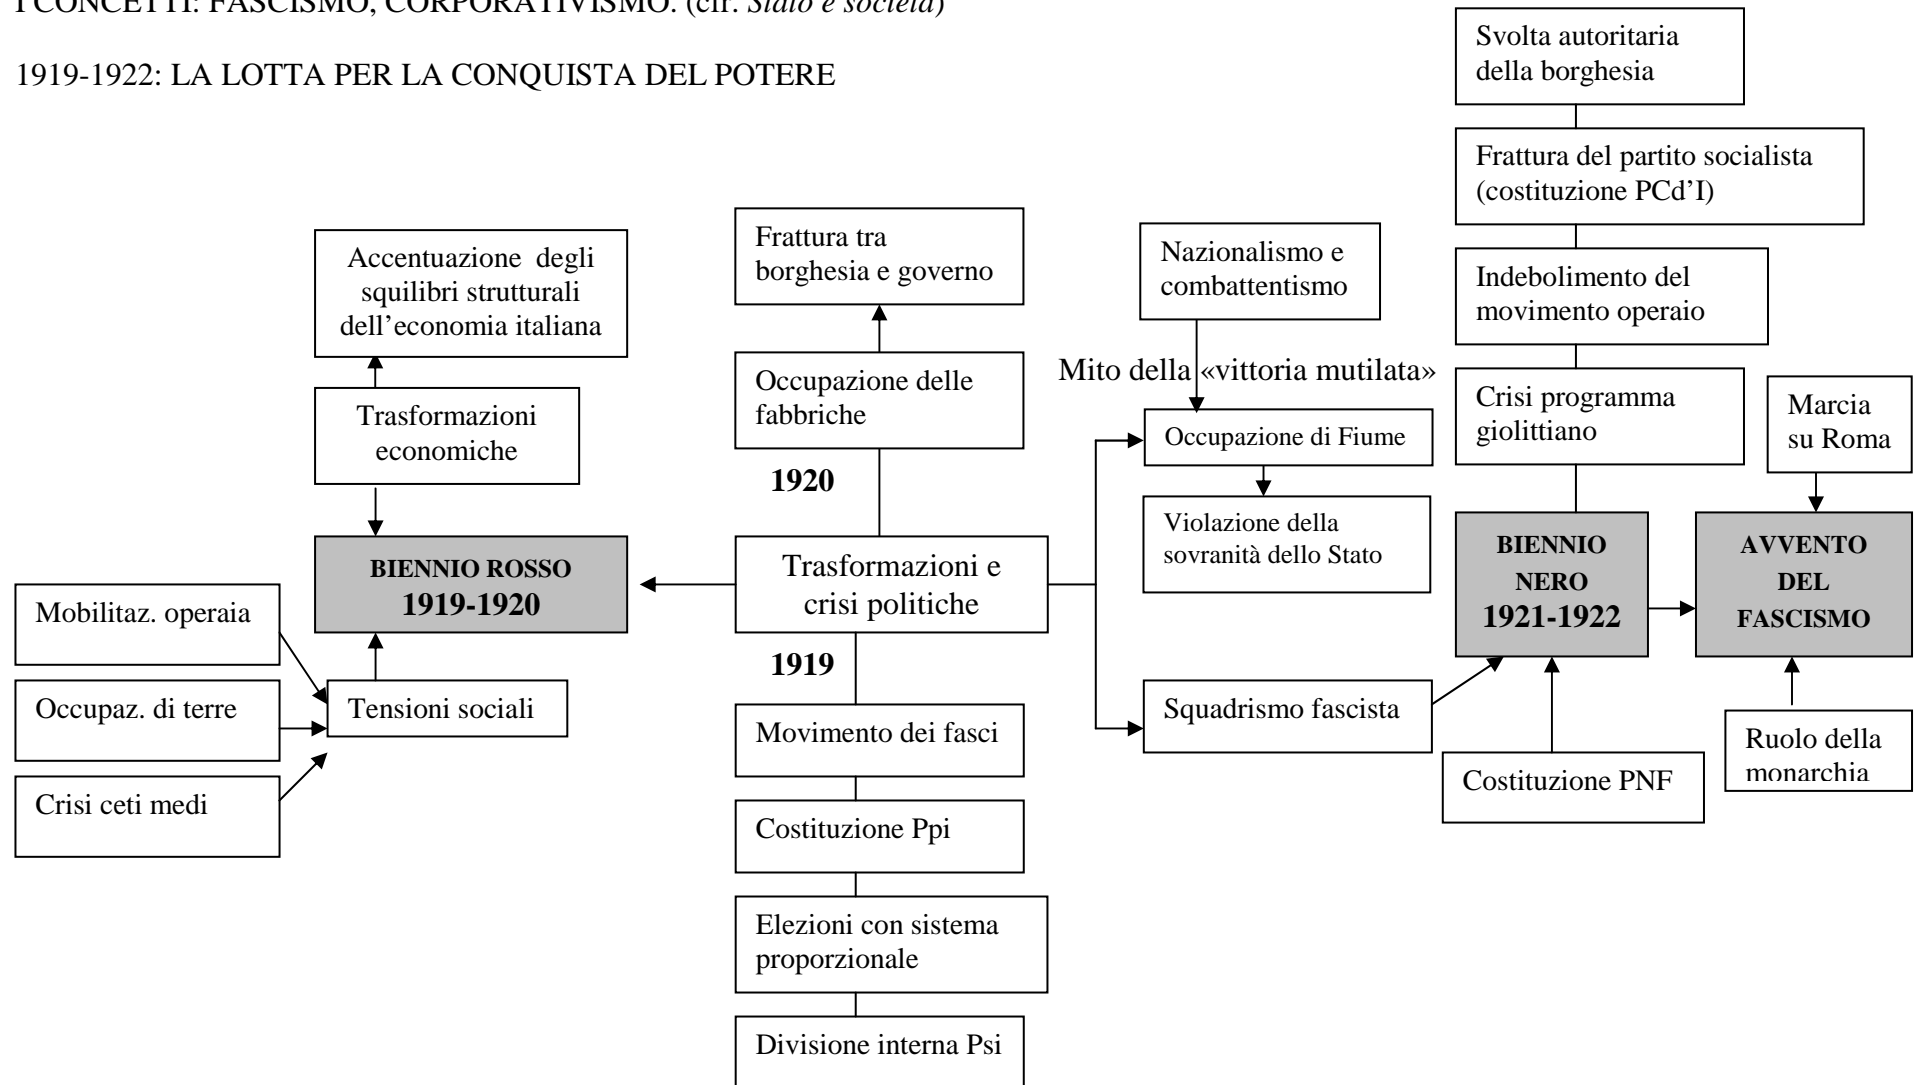 I CONCETTI: FASCISMO, CORPORATIVISMO. (cfr. Stato e società)
1919-1922: LA LOTTA PER LA CONQUISTA DEL POTERE
Accentuazione degli
squilibri strutturali
dell’economia italiana
Trasformazioni
economiche
BIENNIO ROSSO
1919-1920
Mobilitaz. operaia
Occupaz. di terre
Crisi ceti medi
Tensioni sociali
Frattura tra
borghesia e governo
Occupazione delle
fabbriche
1920
Trasformazioni e
crisi politiche
1919
Movimento dei fasci
Costituzione Ppi
Elezioni con sistema
proporzionale
Divisione interna Psi
Nazionalismo e
combattentismo
Mito della «vittoria mutilata»
Occupazione di Fiume
Violazione della
sovranità dello Stato
Squadrismo fascista
Svolta autoritaria
della borghesia
Frattura del partito socialista
(costituzione PCd’I)
Indebolimento del
movimento operaio
Crisi programma
giolittiano
BIENNIO
NERO
1921-1922
Costituzione PNF
Marcia
su Roma
AVVENTO
DEL
FASCISMO
Ruolo della
monarchia